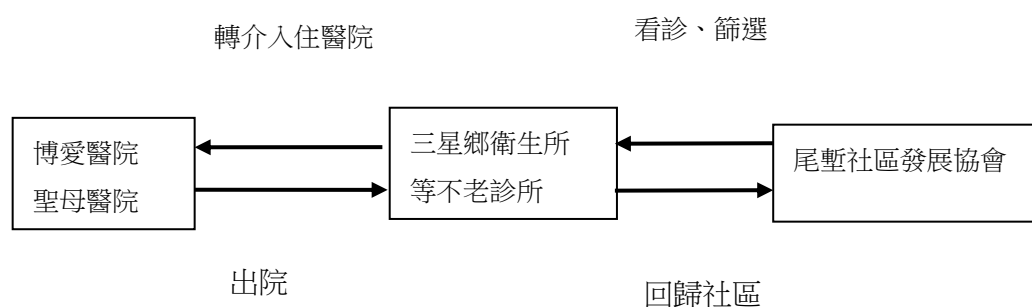 轉介入住醫院
看診、篩選
博愛醫院
聖母醫院
三星鄉衛生所
等不老診所
尾塹社區發展協會
出院
回歸社區